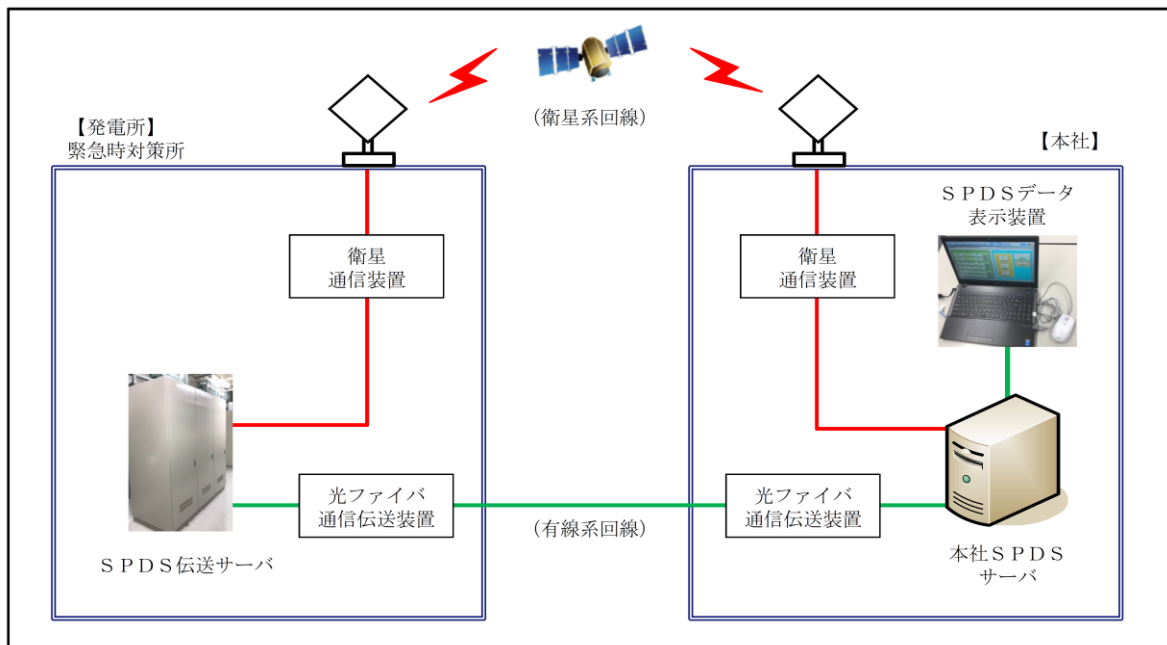 (衛星系回線)
【発電所】
緊急時対策所
【本社】
ＳＰＤＳデータ
表示装置
衛星
通信装置
衛星
通信装置
光ファイバ
通信伝送装置
(有線系回線)
光ファイバ
通信伝送装置
ＳＰＤＳ伝送サーバ
本社ＳＰＤＳ
サーバ